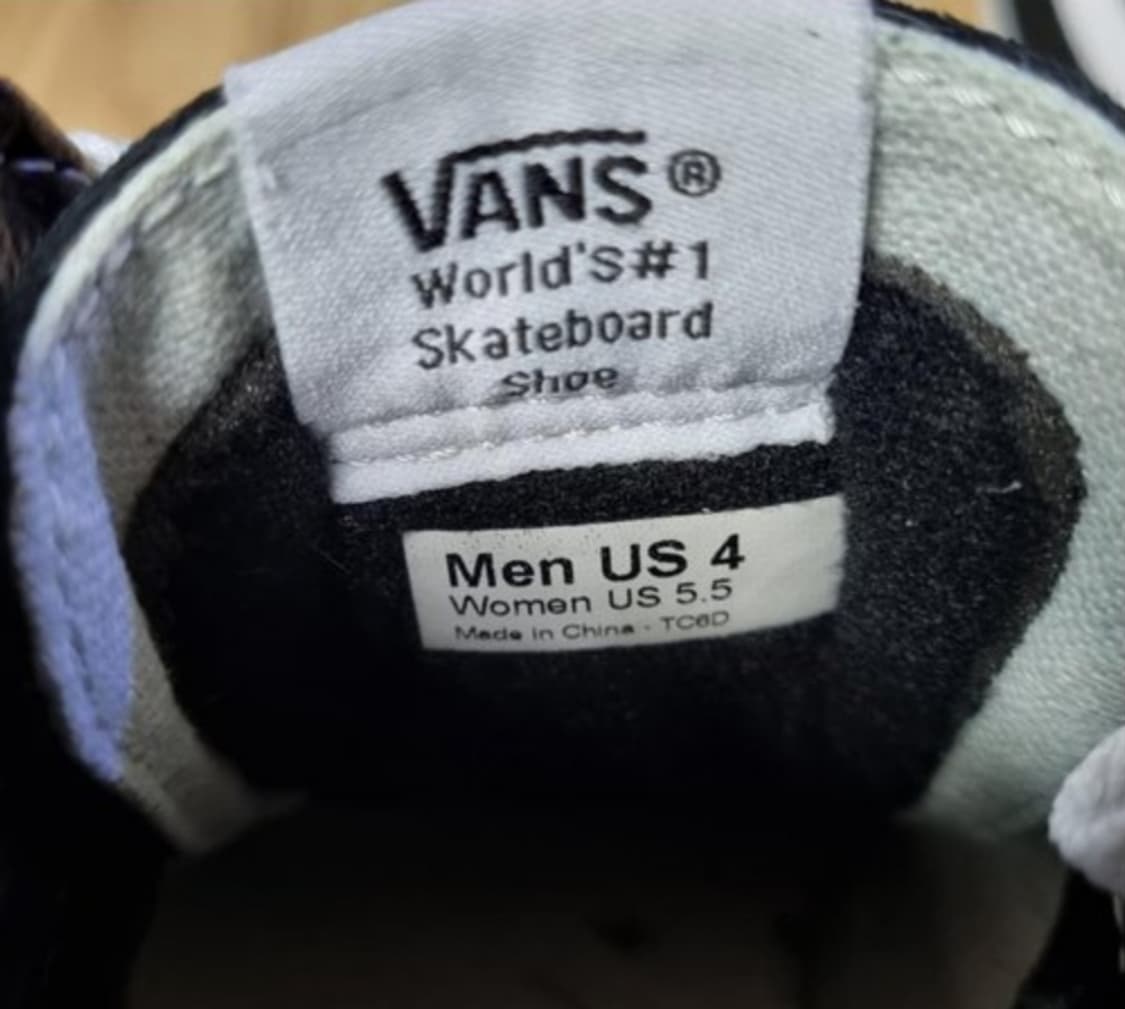 VANS®
World's #1
Skateboard
Shoe
Men US 4
Women US 5.5
Made in China - TC6D